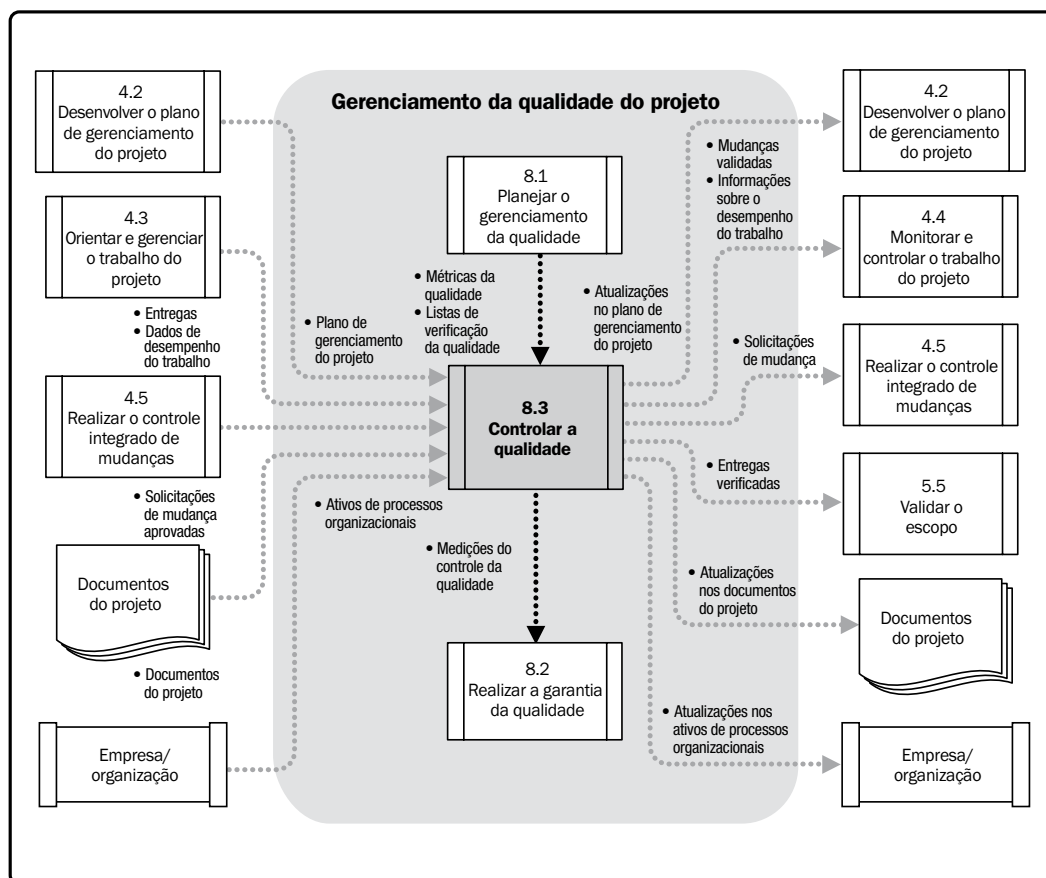 Gerenciamento da qualidade do projeto
4.2
Desenvolver o plano
de gerenciamento
do projeto
4.3
Orientar e gerenciar
o trabalho do
projeto
• Entregas
• Dados de
desempenho
do trabalho
4.5
Realizar o controle
integrado de
mudanças
• Solicitações
de mudança
aprovadas
Documentos
do projeto
• Documentos
do projeto
Empresa/
organização
• Plano de
gerenciamento
do projeto
• Ativos de processos
organizacionais
8.1
Planejar o
gerenciamento
da qualidade
• Métricas da
qualidade
• Listas de
verificação
da qualidade
8.3
Controlar a
qualidade
• Medições do
controle da
qualidade
8.2
Realizar a garantia
da qualidade
• Atualizações
no plano de
gerenciamento
do projeto
• Mudanças
validadas
• Informações
sobre o
desempenho
do trabalho
• Solicitações
de mudança
• Entregas
verificadas
• Atualizações
nos documentos
do projeto
• Atualizações nos
ativos de processos
organizacionais
4.2
Desenvolver o plano
de gerenciamento
do projeto
4.4
Monitorar e
controlar o trabalho
do projeto
4.5
Realizar o controle
integrado de
mudanças
5.5
Validar o
escopo
Documentos
do projeto
Empresa/
organização